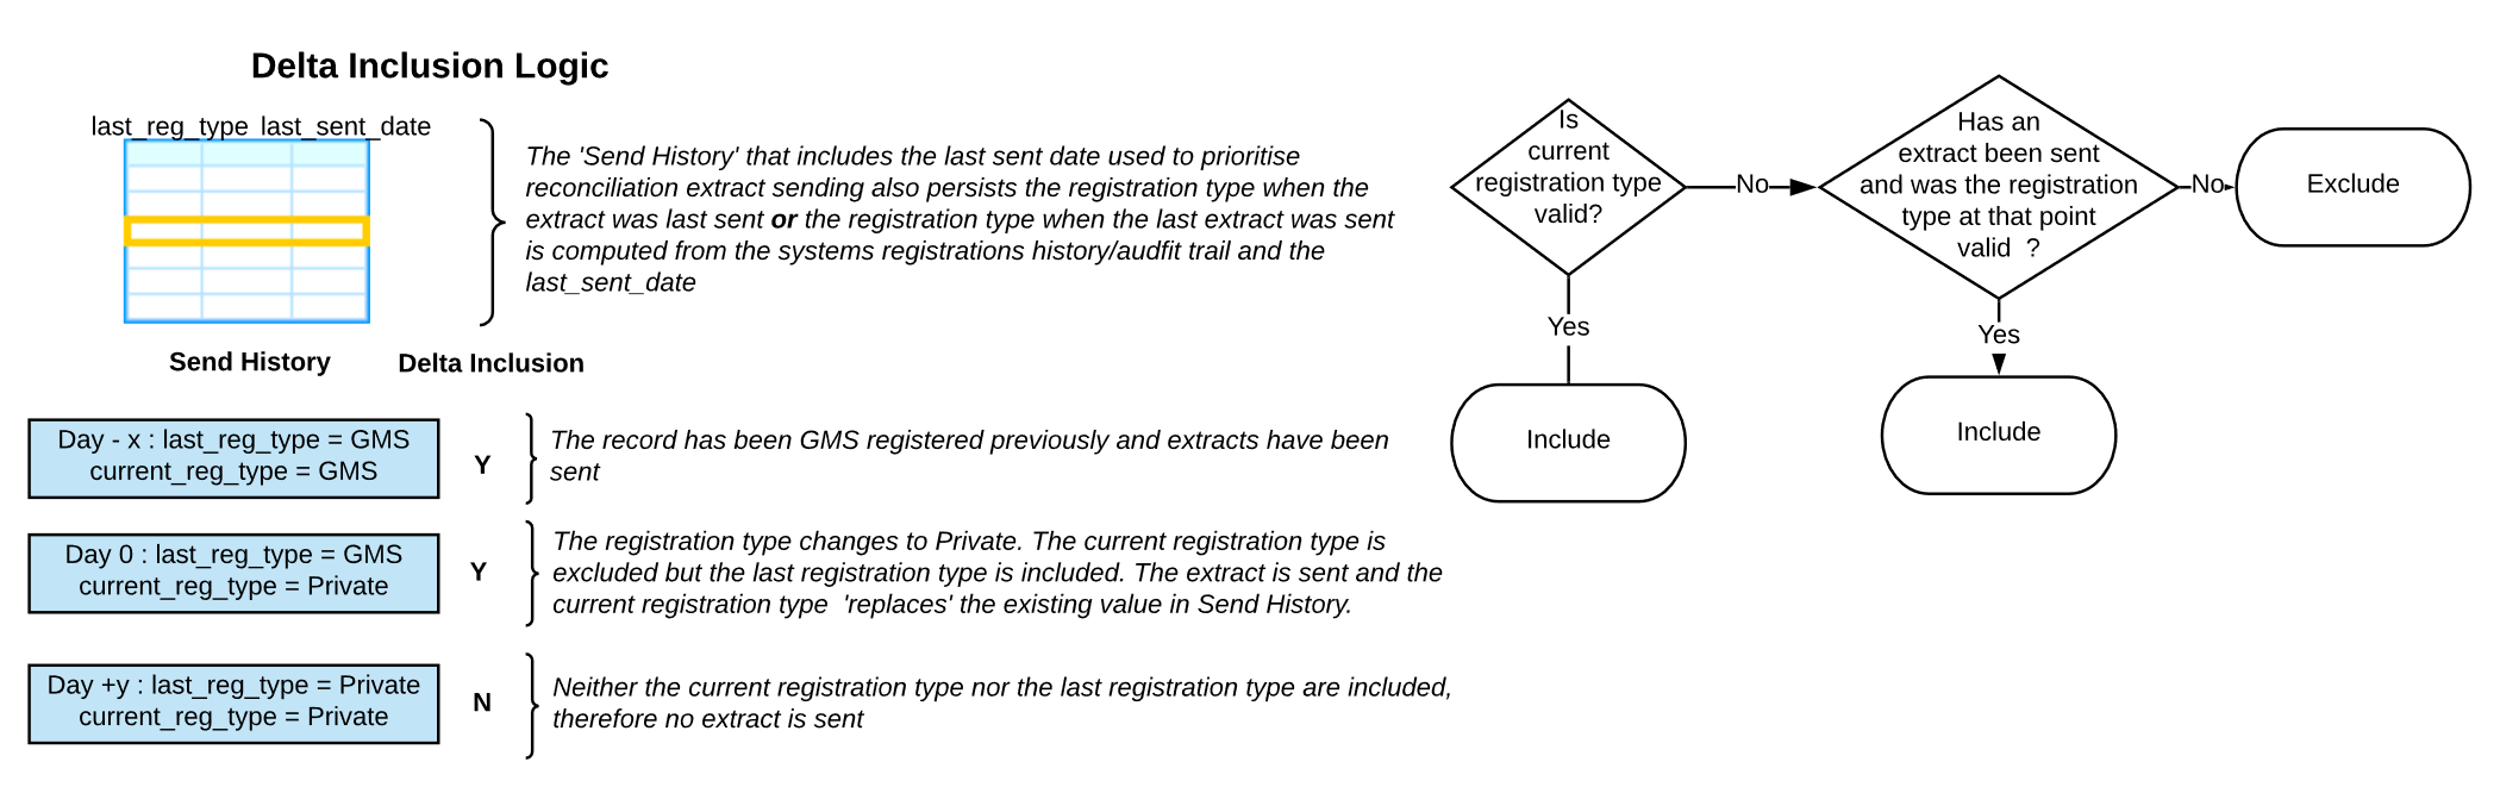 Delta Inclusion Logic
last_reg_type last_sent_date
The 'Send History' that includes the last sent date used to prioritise
reconciliation extract sending also persists the registration type when the
extract was last sent or the registration type when the last extract was sent
is computed from the systems registrations history/audfit trail and the
last_sent_date
Send History
Delta Inclusion
Day - x : last_reg_type = GMS
current_reg_type = GMS
Y
The record has been GMS registered previously and extracts have been
sent
Day 0 : last_reg_type = GMS
current_reg_type = Private
Y
The registration type changes to Private. The current registration type is
excluded but the last registration type is included. The extract is sent and the
current registration type 'replaces' the existing value in Send History.
Day +y : last_reg_type = Private
current_reg_type = Private
N
Neither the current registration type nor the last registration type are included,
therefore no extract is sent
Is
current
registration type
valid?
No
Has an
extract been sent
and was the registration
type at that point
valid ?
No
Exclude
Yes
Include
Yes
Include